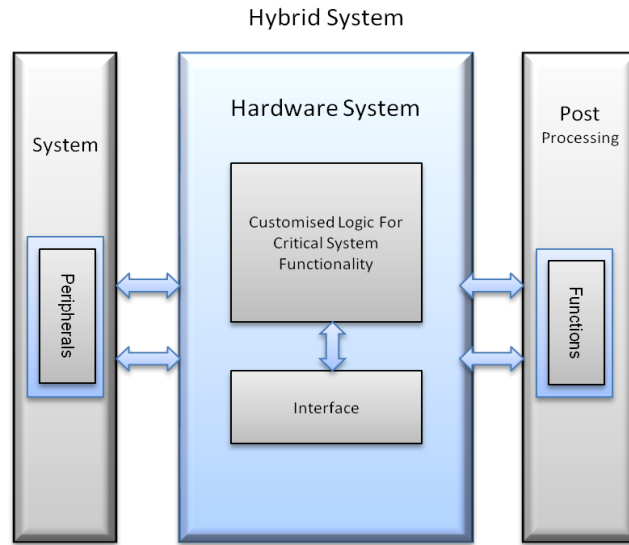 Hybrid System
System
Peripherals
Hardware System
Customised Logic For
Critical System
Functionality
Interface
Post
Processing
Functions